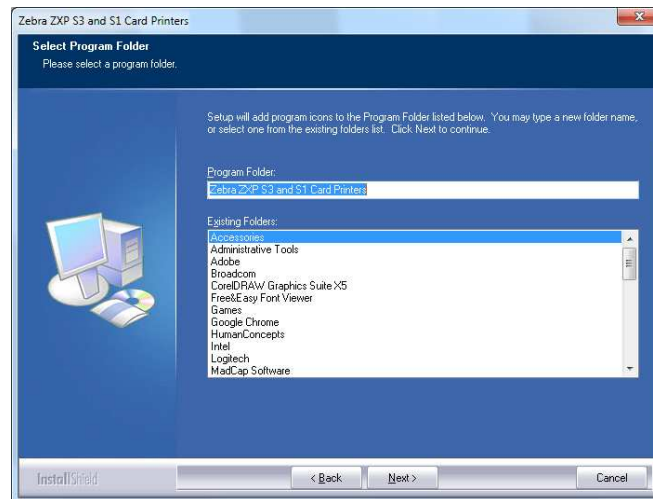 Zebra ZXP S3 and S1 Card Printers
Select Program Folder
Please select a program folder.
Setup will add program icons to the Program Folder listed below. You may type a new folder name,
or select one from the existing folders list. Click Next to continue.
Program Folder:
Zebra ZXP S3 and S1 Card Printers
Existing Folders:
Accessories
Administrative Tools
Adobe
Broadcom
CorelDRAW Graphics Suite X5
Free&Easy Font Viewer
Games
Google Chrome
HumanConcepts
Intel
Logitech
MadCap Software
InstallShield
< Back
Next >
Cancel